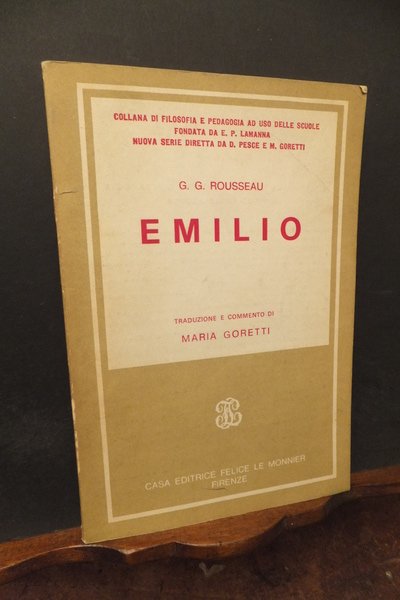 COLLANA DI FILOSOFIA E PEDAGOGIA AD USO DELLE SCUOLE
FONDATA DA E. P. LAMANNA
NUOVA SERIE DIRETTA DA D. PESCE E M. GORETTI
G. G. ROUSSEAU
EMILIO
TRADUZIONE E COMMENTO DI
MARIA GORETTI
CASA EDITRICE FELICE LE MONNIER
FIRENZE